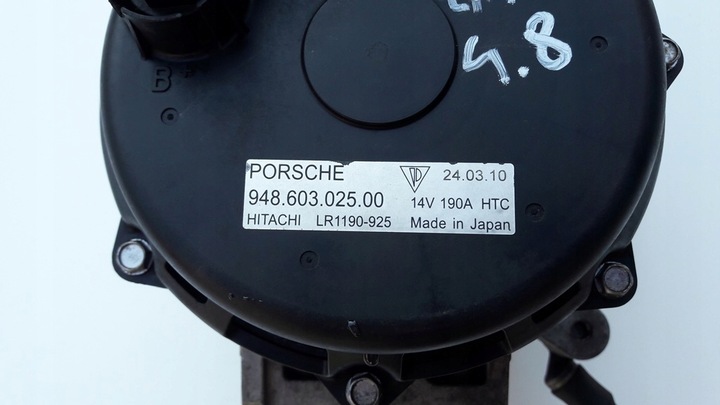 4.8
B+
PORSCHE 24.03.10
948.603.025.00 14V 190A HTC
HITACHI LR1190-925 Made in Japan